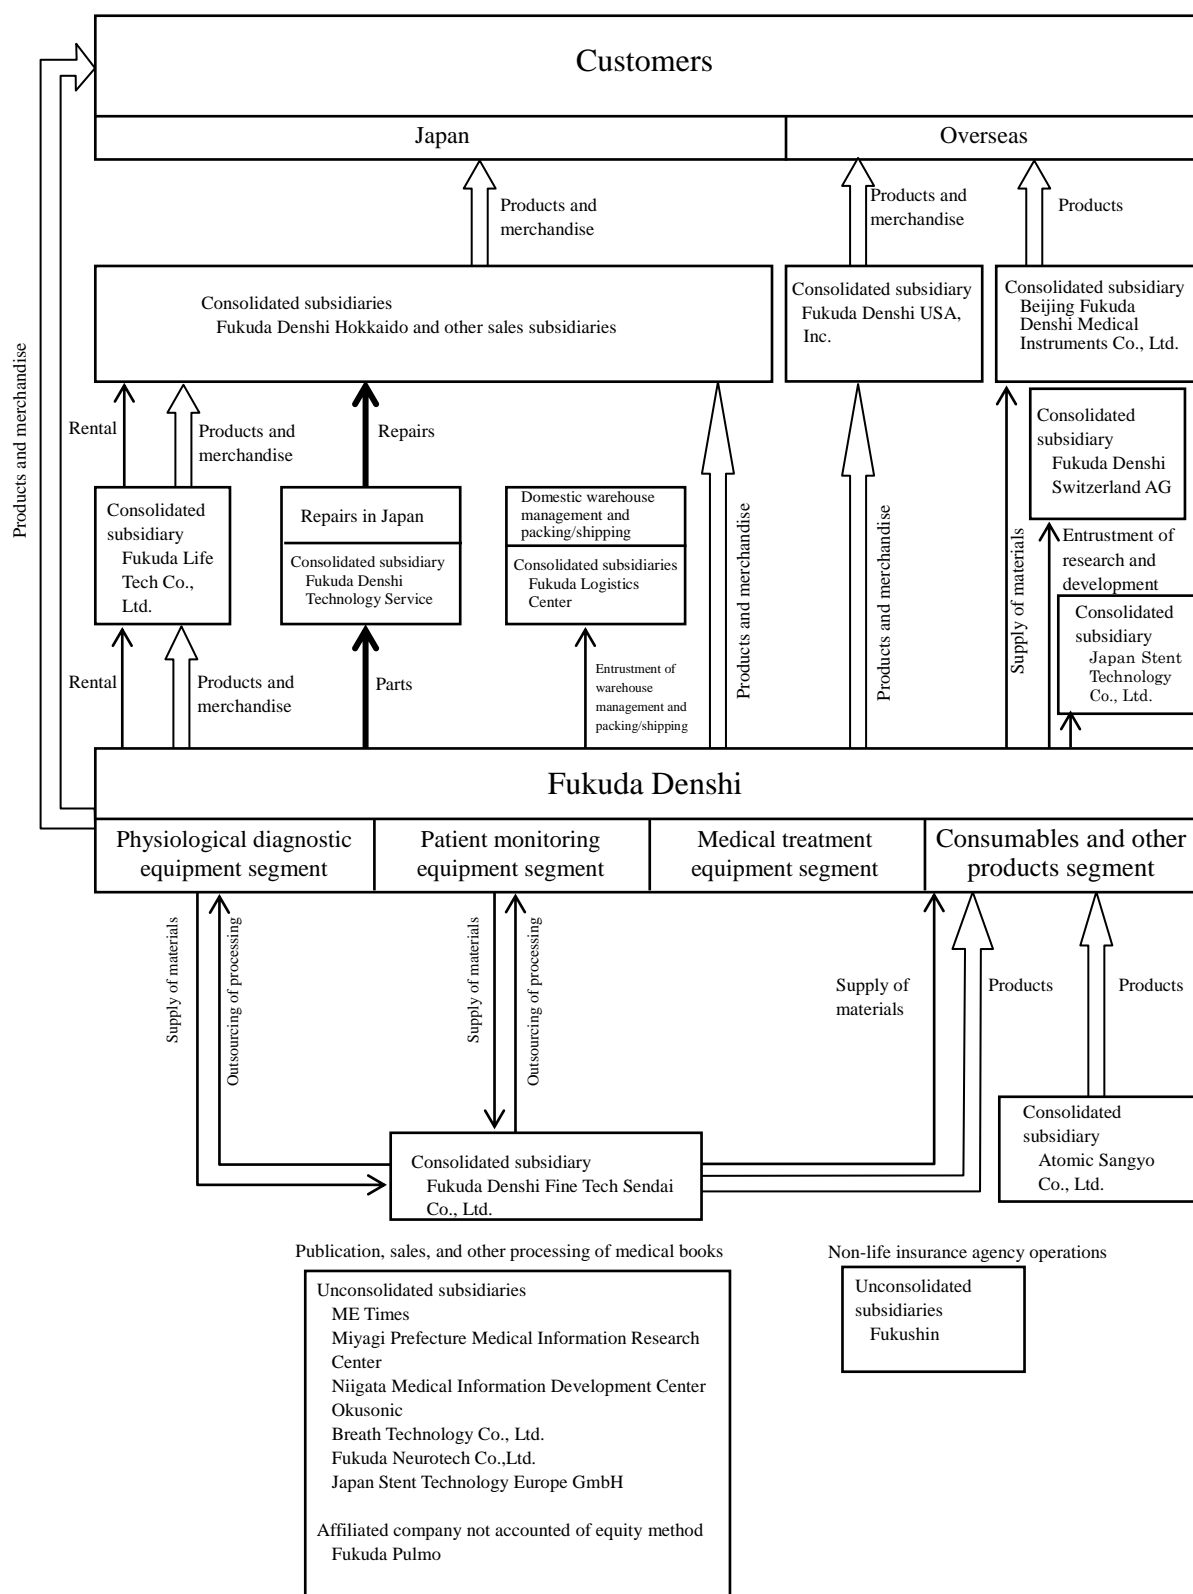 Customers
Japan
Overseas
Products and merchandise
Products and
merchandise
Products and
merchandise
Products
Consolidated subsidiaries
Fukuda Denshi Hokkaido and other sales subsidiaries
Consolidated subsidiary
Fukuda Denshi USA,
Inc.
Consolidated subsidiary
Beijing Fukuda
Denshi Medical
Instruments Co., Ltd.
Rental
Products and
merchandise
Repairs
Products and merchandise
Products and merchandise
Supply of materials
Consolidated
subsidiary
Fukuda Denshi
Switzerland AG
Consolidated
subsidiary
Fukuda Life
Tech Co.,
Ltd.
Repairs in Japan
Consolidated subsidiary
Fukuda Denshi
Technology Service
Domestic warehouse
management and
packing/shipping
Consolidated subsidiaries
Fukuda Logistics
Center
Entrustment of
research and
development
Consolidated
subsidiary
Japan Stent
Technology
Co., Ltd.
Rental
Products and
merchandise
Parts
Entrustment of
warehouse
management and
packing/shipping
Fukuda Denshi
Physiological diagnostic
equipment segment
Patient monitoring
equipment segment
Medical treatment
equipment segment
Consumables and other
products segment
Supply of materials
Outsourcing of processing
Supply of materials
Outsourcing of processing
Supply of
materials
Products
Products
Consolidated subsidiary
Fukuda Denshi Fine Tech Sendai
Co., Ltd.
Consolidated
subsidiary
Atomic Sangyo
Co., Ltd.
Publication, sales, and other processing of medical books
Unconsolidated subsidiaries
ME Times
Miyagi Prefecture Medical Information Research
Center
Niigata Medical Information Development Center
Okusonic
Breath Technology Co., Ltd.
Fukuda Neurotech Co.,Ltd.
Japan Stent Technology Europe GmbH
Affiliated company not accounted of equity method
Fukuda Pulmo
Non-life insurance agency operations
Unconsolidated
subsidiaries
Fukushin